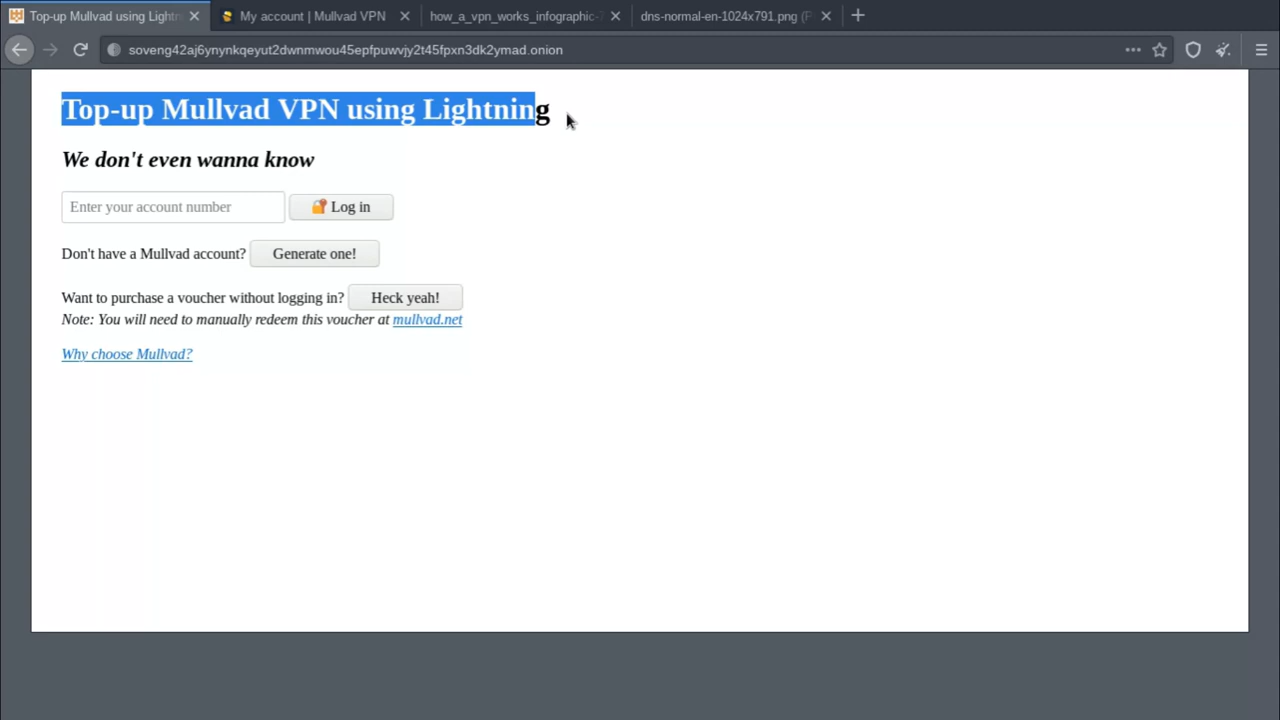 Top-up Mullvad VPN using Lightn
My account | Mullvad VPN
how_a_vpn_works_infographic-
dns-normal-en-1024x791.png (P
soveng42aj6ynynkqeyut2dwnmwou45epfpuwvjy2t45fpxn3dk2ymad.onion
Top-up Mullvad VPN using Lightning
We don't even wanna know
Enter your account number
Log in
Don't have a Mullvad account?
Generate one!
Want to purchase a voucher without logging in?
Heck yeah!
Note: You will need to manually redeem this voucher at mullvad.net
Why choose Mullvad?